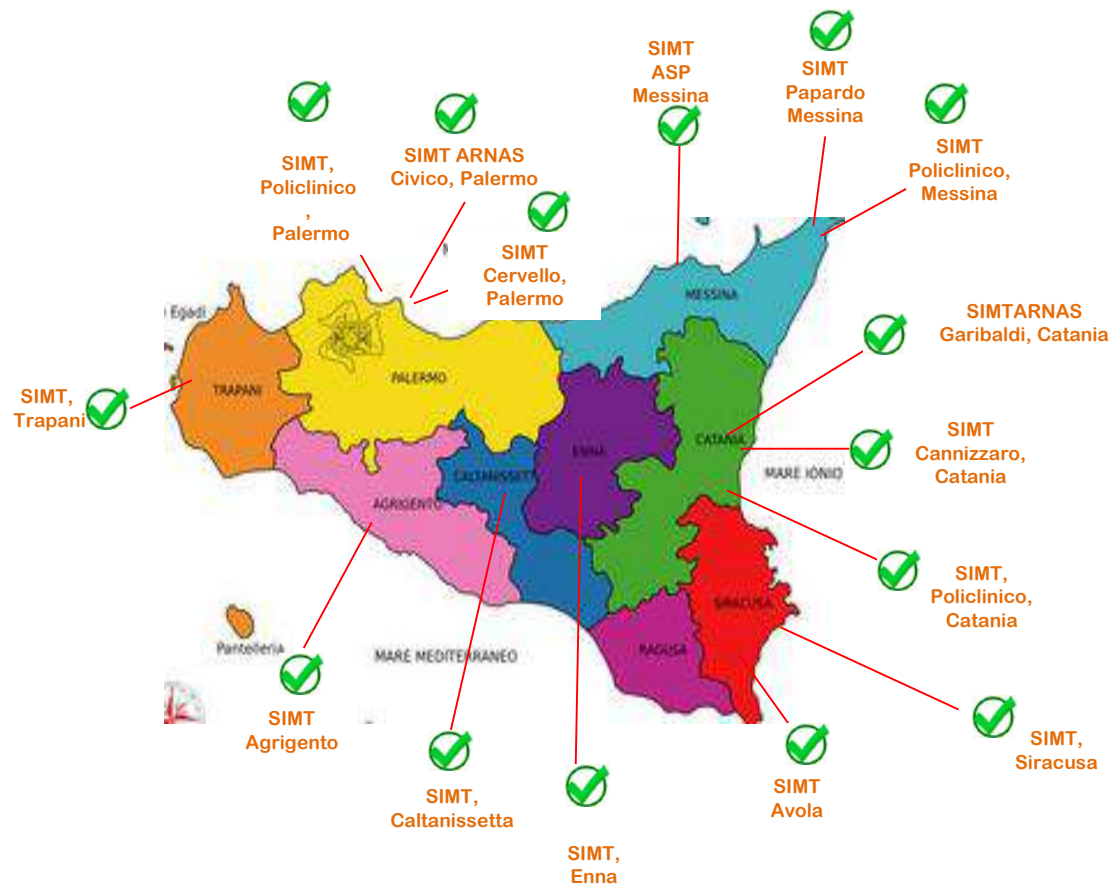 SIMT
ASP
Messina
SIMT
Papardo
Messina
SIMT,
Policlinico
,
Palermo
SIMT ARNAS
Civico, Palermo
SIMT
Policlinico,
Messina
SIMT
Cervello,
Palermo
MESSINA
Egadi
SIMTARNAS
Garibaldi, Catania
TRAPANI
PALERMO
SIMT,
Trapani
CATANIA
ENNA
SIMT
Cannizzaro,
Catania
MARE IONIO
CALTANISSETT
AGRIGENTO
SIMT,
Policlinico,
Catania
SIRACUSA
Pantelleria
MARE MEDITERRANEO
RAGUSA
SIMT
Agrigento
SIMT,
Siracusa
SIMT,
Caltanissetta
SIMT
Avola
SIMT,
Enna